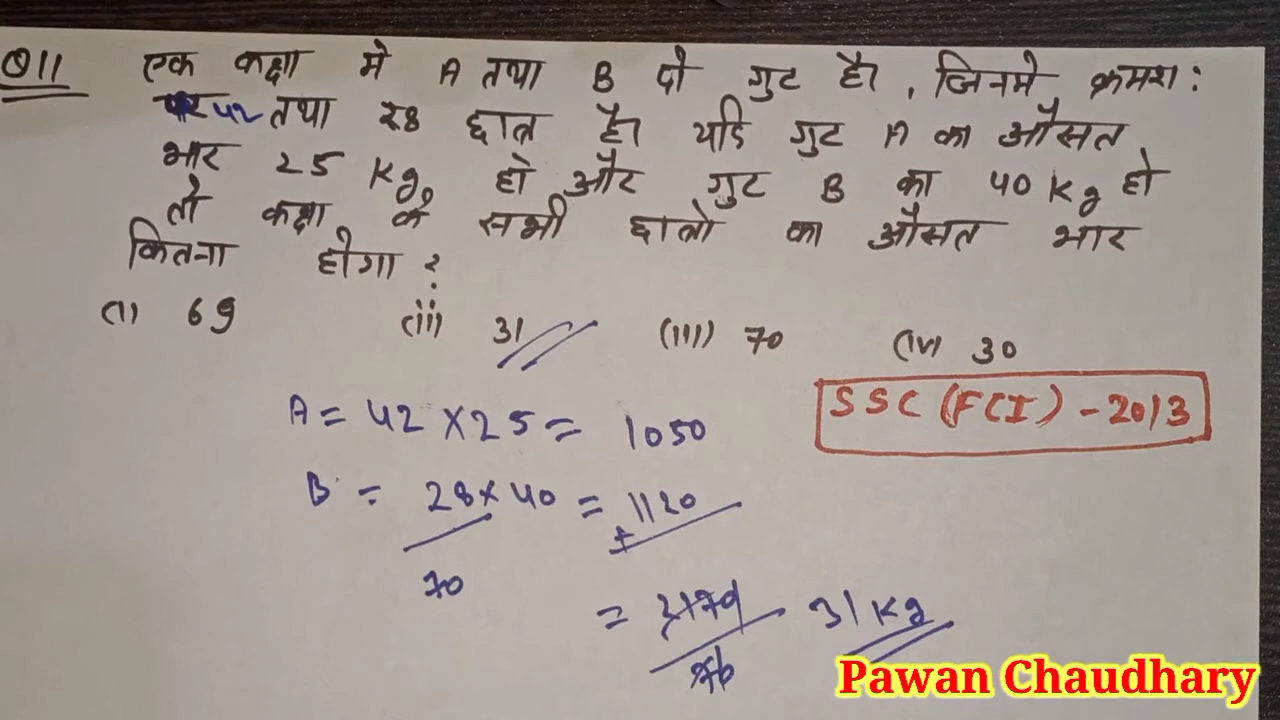 Q11 एक कक्षा मे A तथा B दो गुट है। , जिनमे क्रमश:
42 तथा 28 छात्र है। यदि गुट A का औसत
भार 25 Kg, हो और गुट B का 40 Kg हो
तो कक्षा के सभी छात्रो का औसत भार
कितना होगा ?
(i) 69 (ii) 31 (iii) 70 (iv) 30
SSC (FCI) - 2013
A = 42 × 25 = 1050
B = 28 × 40 = 1120
+
70
= 2170 31 Kg
70
Pawan Chaudhary